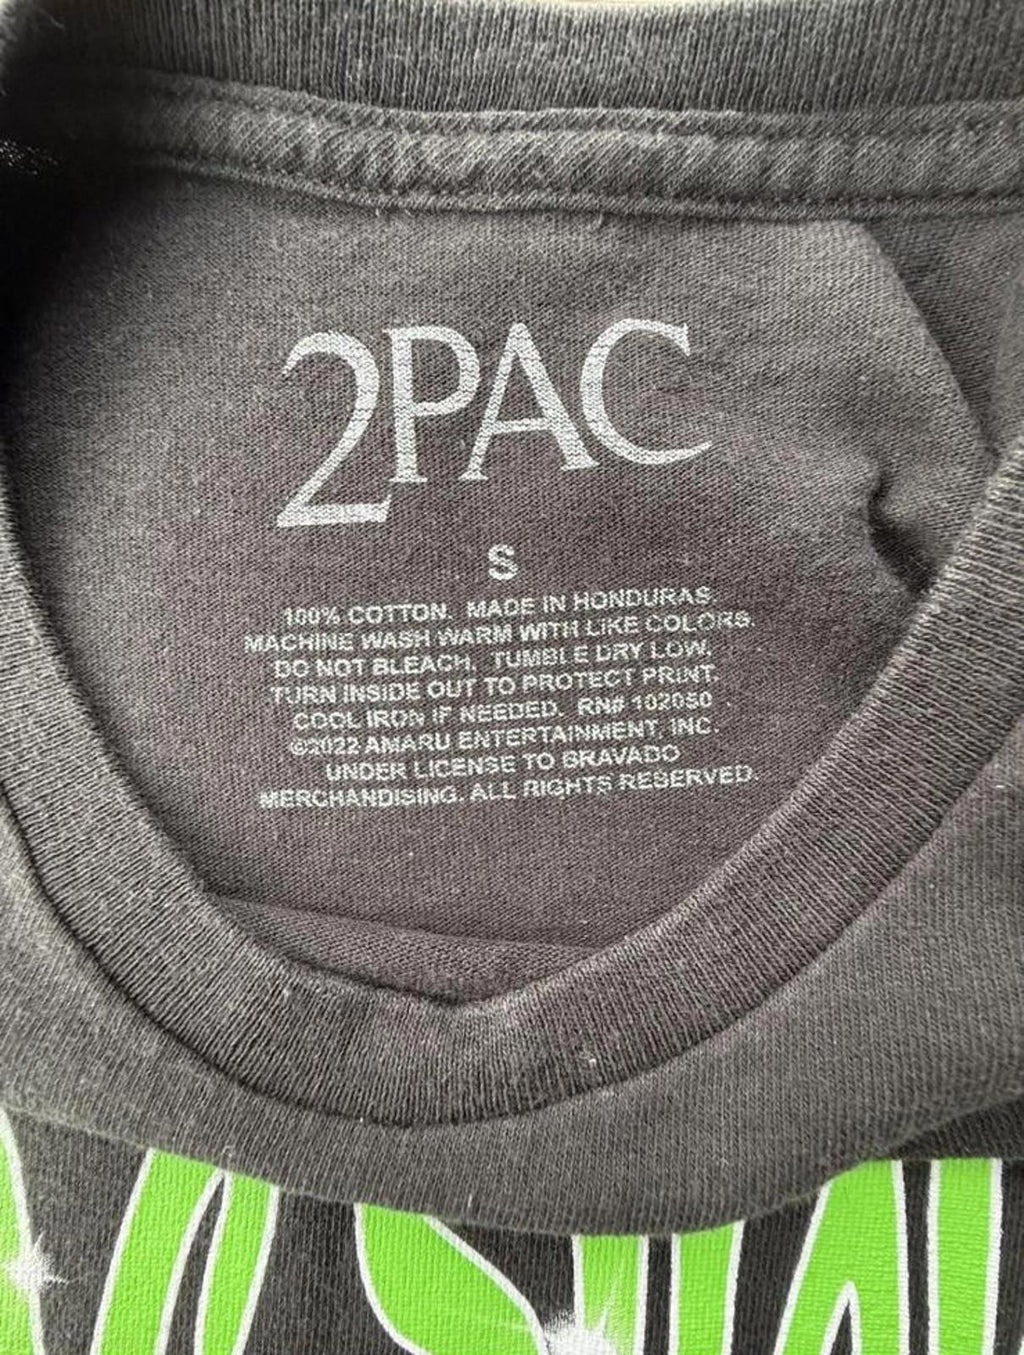 2PAC
S
100% COTTON. MADE IN HONDURAS
MACHINE WASH WARM WITH LIKE COLORS.
DO NOT BLEACH. TUMBLE DRY LOW.
TURN INSIDE OUT TO PROTECT PRINT.
COOL IRON IF NEEDED. RN# 102050
©2022 AMARU ENTERTAINMENT, INC.
UNDER LICENSE TO BRAVADO
MERCHANDISING. ALL RIGHTS RESERVED.